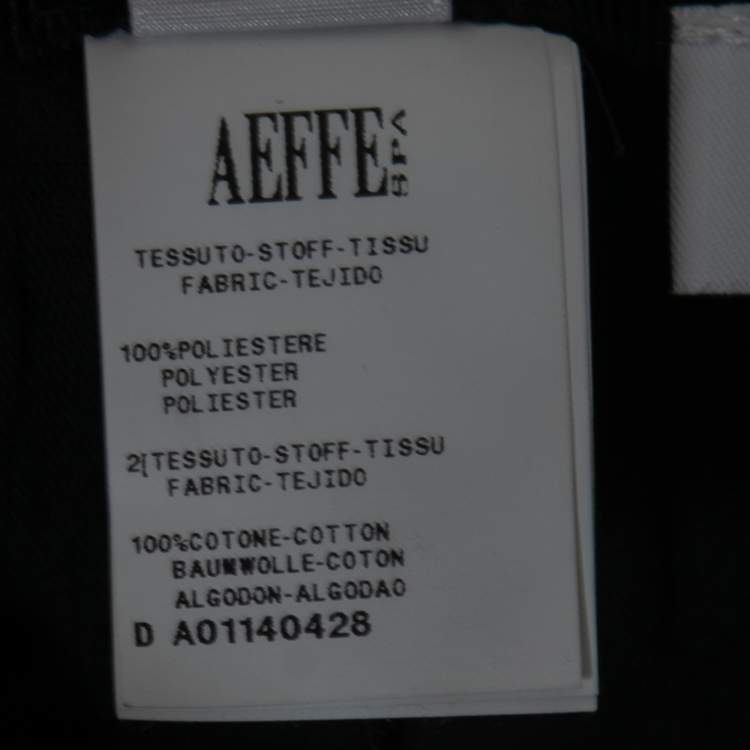 AEFFE SPA
TESSUTO-STOFF-TISSU
FABRIC-TEJIDO
100%POLIESTERE
POLYESTER
POLIESTER
2[TESSUTO-STOFF-TISSU
FABRIC-TEJIDO
100%COTONE-COTTON
BAUMWOLLE-COTON
ALGODON-ALGODAO
D A01140428